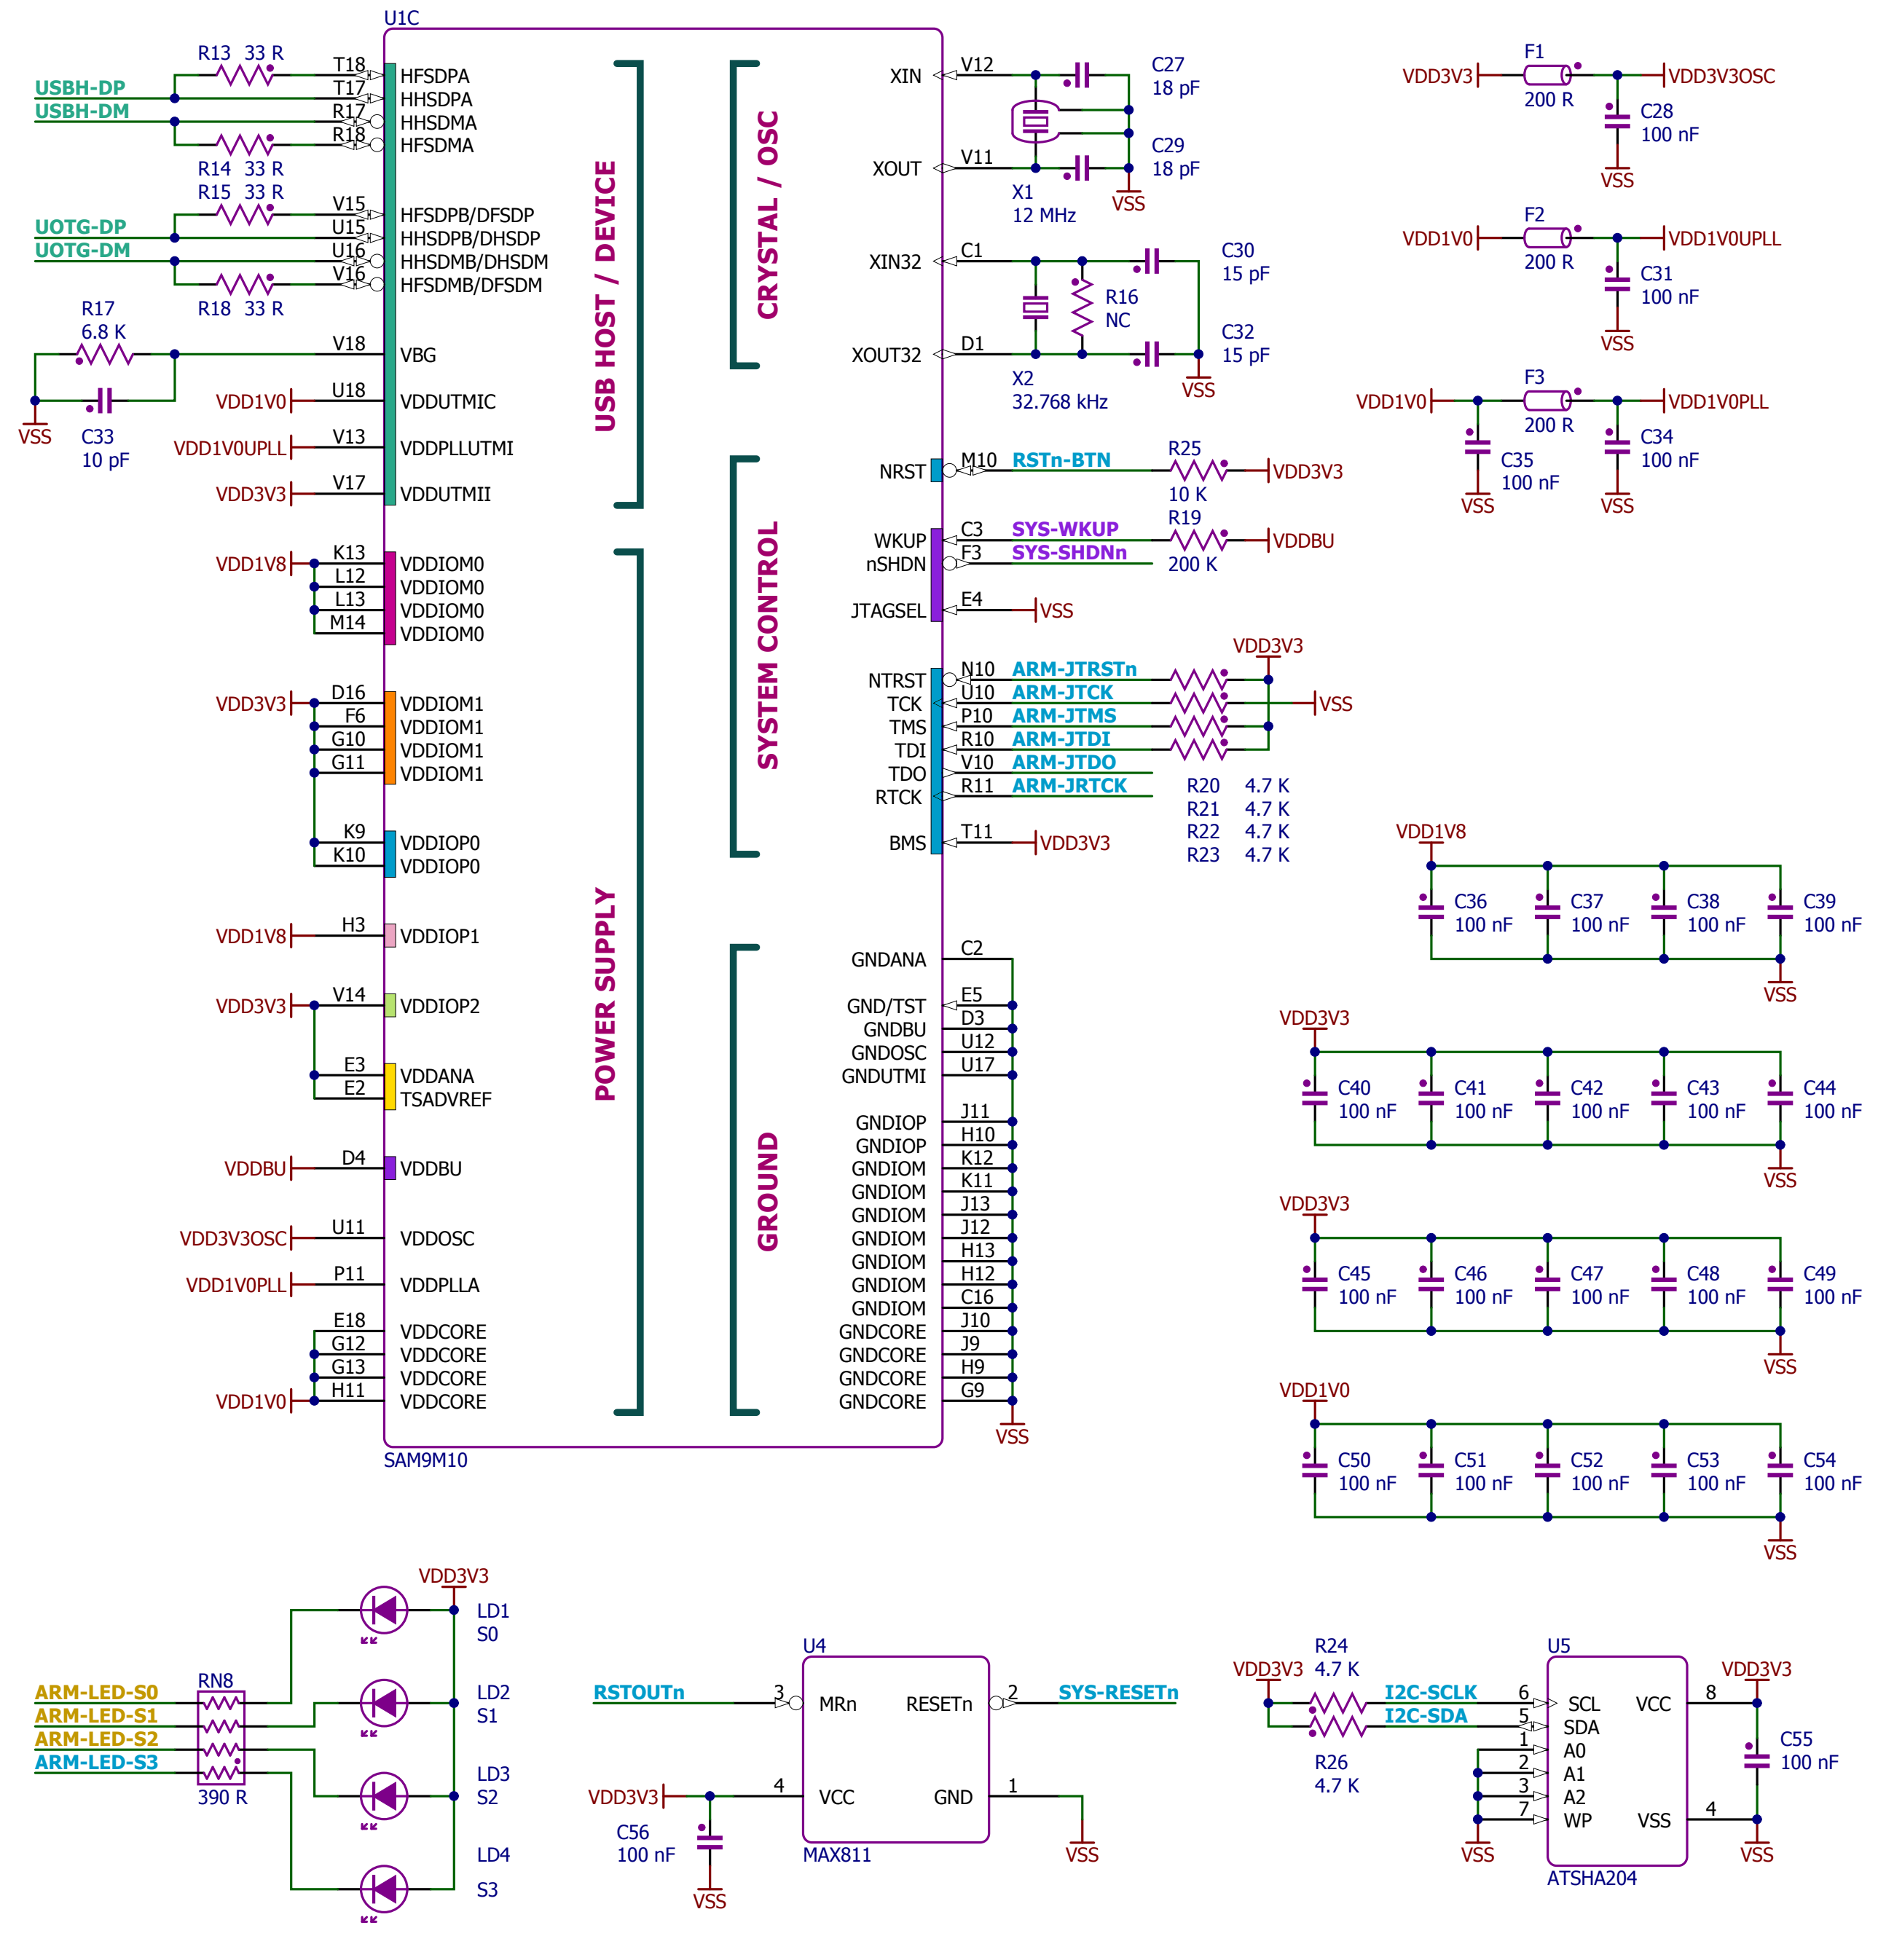 U1C
R13 33 R
USBH-DP
USBH-DM
R14 33 R
R15 33 R
UOTG-DP
UOTG-DM
R18 33 R
R17
6.8 K
VSS
C33
10 pF
T18 HFSDPA
T17 HHSDPA
R17 HHSDMA
R18 HFSDMA
V15 HFSDPB/DFSDP
U15 HHSDPB/DHSDP
U16 HHSDMB/DHSDM
V16 HFSDMB/DFSDM
V18 VBG
VDD1V0 U18 VDDUTMIC
VDD1V0UPLL V13 VDDPLLUTMI
VDD3V3 V17 VDDUTMII
VDD1V8 K13 VDDIOM0
L12 VDDIOM0
L13 VDDIOM0
M14 VDDIOM0
VDD3V3 D16 VDDIOM1
F6 VDDIOM1
G10 VDDIOM1
G11 VDDIOM1
K9 VDDIOP0
K10 VDDIOP0
VDD1V8 H3 VDDIOP1
VDD3V3 V14 VDDIOP2
E3 VDDANA
E2 TSADVREF
VDDBU D4 VDDBU
VDD3V3OSC U11 VDDOSC
VDD1V0PLL P11 VDDPLLA
E18 VDDCORE
G12 VDDCORE
G13 VDDCORE
VDD1V0 H11 VDDCORE
SAM9M10
USB HOST / DEVICE
POWER SUPPLY
CRYSTAL / OSC
SYSTEM CONTROL
GROUND
XIN V12
C27
18 pF
XOUT V11
C29
18 pF
X1
12 MHz
VSS
XIN32 C1
C30
15 pF
R16
NC
XOUT32 D1
C32
15 pF
X2
32.768 kHz
VSS
NRST M10 RSTn-BTN
R25
10 K
VDD3V3
WKUP C3 SYS-WKUP
R19
200 K
VDDBU
nSHDN F3 SYS-SHDNn
JTAGSEL E4 VSS
VDD3V3
NTRST N10 ARM-JTRSTn
TCK U10 ARM-JTCK VSS
TMS P10 ARM-JTMS
TDI R10 ARM-JTDI
TDO V10 ARM-JTDO
RTCK R11 ARM-JRTCK
R20 4.7 K
R21 4.7 K
R22 4.7 K
R23 4.7 K
BMS T11 VDD3V3
GNDANA C2
GND/TST E5
GNDBU D3
GNDOSC U12
GNDUTMI U17
GNDIOP J11
GNDIOP H10
GNDIOM K12
GNDIOM K11
GNDIOM J13
GNDIOM J12
GNDIOM H13
GNDIOM H12
GNDIOM C16
GNDCORE J10
GNDCORE J9
GNDCORE H9
GNDCORE G9
VSS
F1
VDD3V3 VDD3V3OSC
200 R
C28
100 nF
VSS
F2
VDD1V0 VDD1V0UPLL
200 R
C31
100 nF
VSS
F3
VDD1V0 VDD1V0PLL
200 R
C35
100 nF
C34
100 nF
VSS VSS
VDD1V8
C36 C37 C38 C39
100 nF 100 nF 100 nF 100 nF
VSS
VDD3V3
C40 C41 C42 C43 C44
100 nF 100 nF 100 nF 100 nF 100 nF
VSS
VDD3V3
C45 C46 C47 C48 C49
100 nF 100 nF 100 nF 100 nF 100 nF
VSS
VDD1V0
C50 C51 C52 C53 C54
100 nF 100 nF 100 nF 100 nF 100 nF
VSS
VDD3V3
LD1
S0
RN8
LD2
S1
ARM-LED-S0
ARM-LED-S1
ARM-LED-S2
ARM-LED-S3
390 R
LD3
S2
LD4
S3
U4
RSTOUTn 3 MRn RESETn 2 SYS-RESETn
VDD3V3 4 VCC GND 1
C56
100 nF
MAX811
VSS
VSS
R24
4.7 K
VDD3V3
R26
4.7 K
U5
I2C-SCLK 6 SCL VCC 8 VDD3V3
I2C-SDA 5 SDA
1 A0
2 A1
3 A2
7 WP VSS 4
C55
100 nF
VSS
VSS
ATSHA204